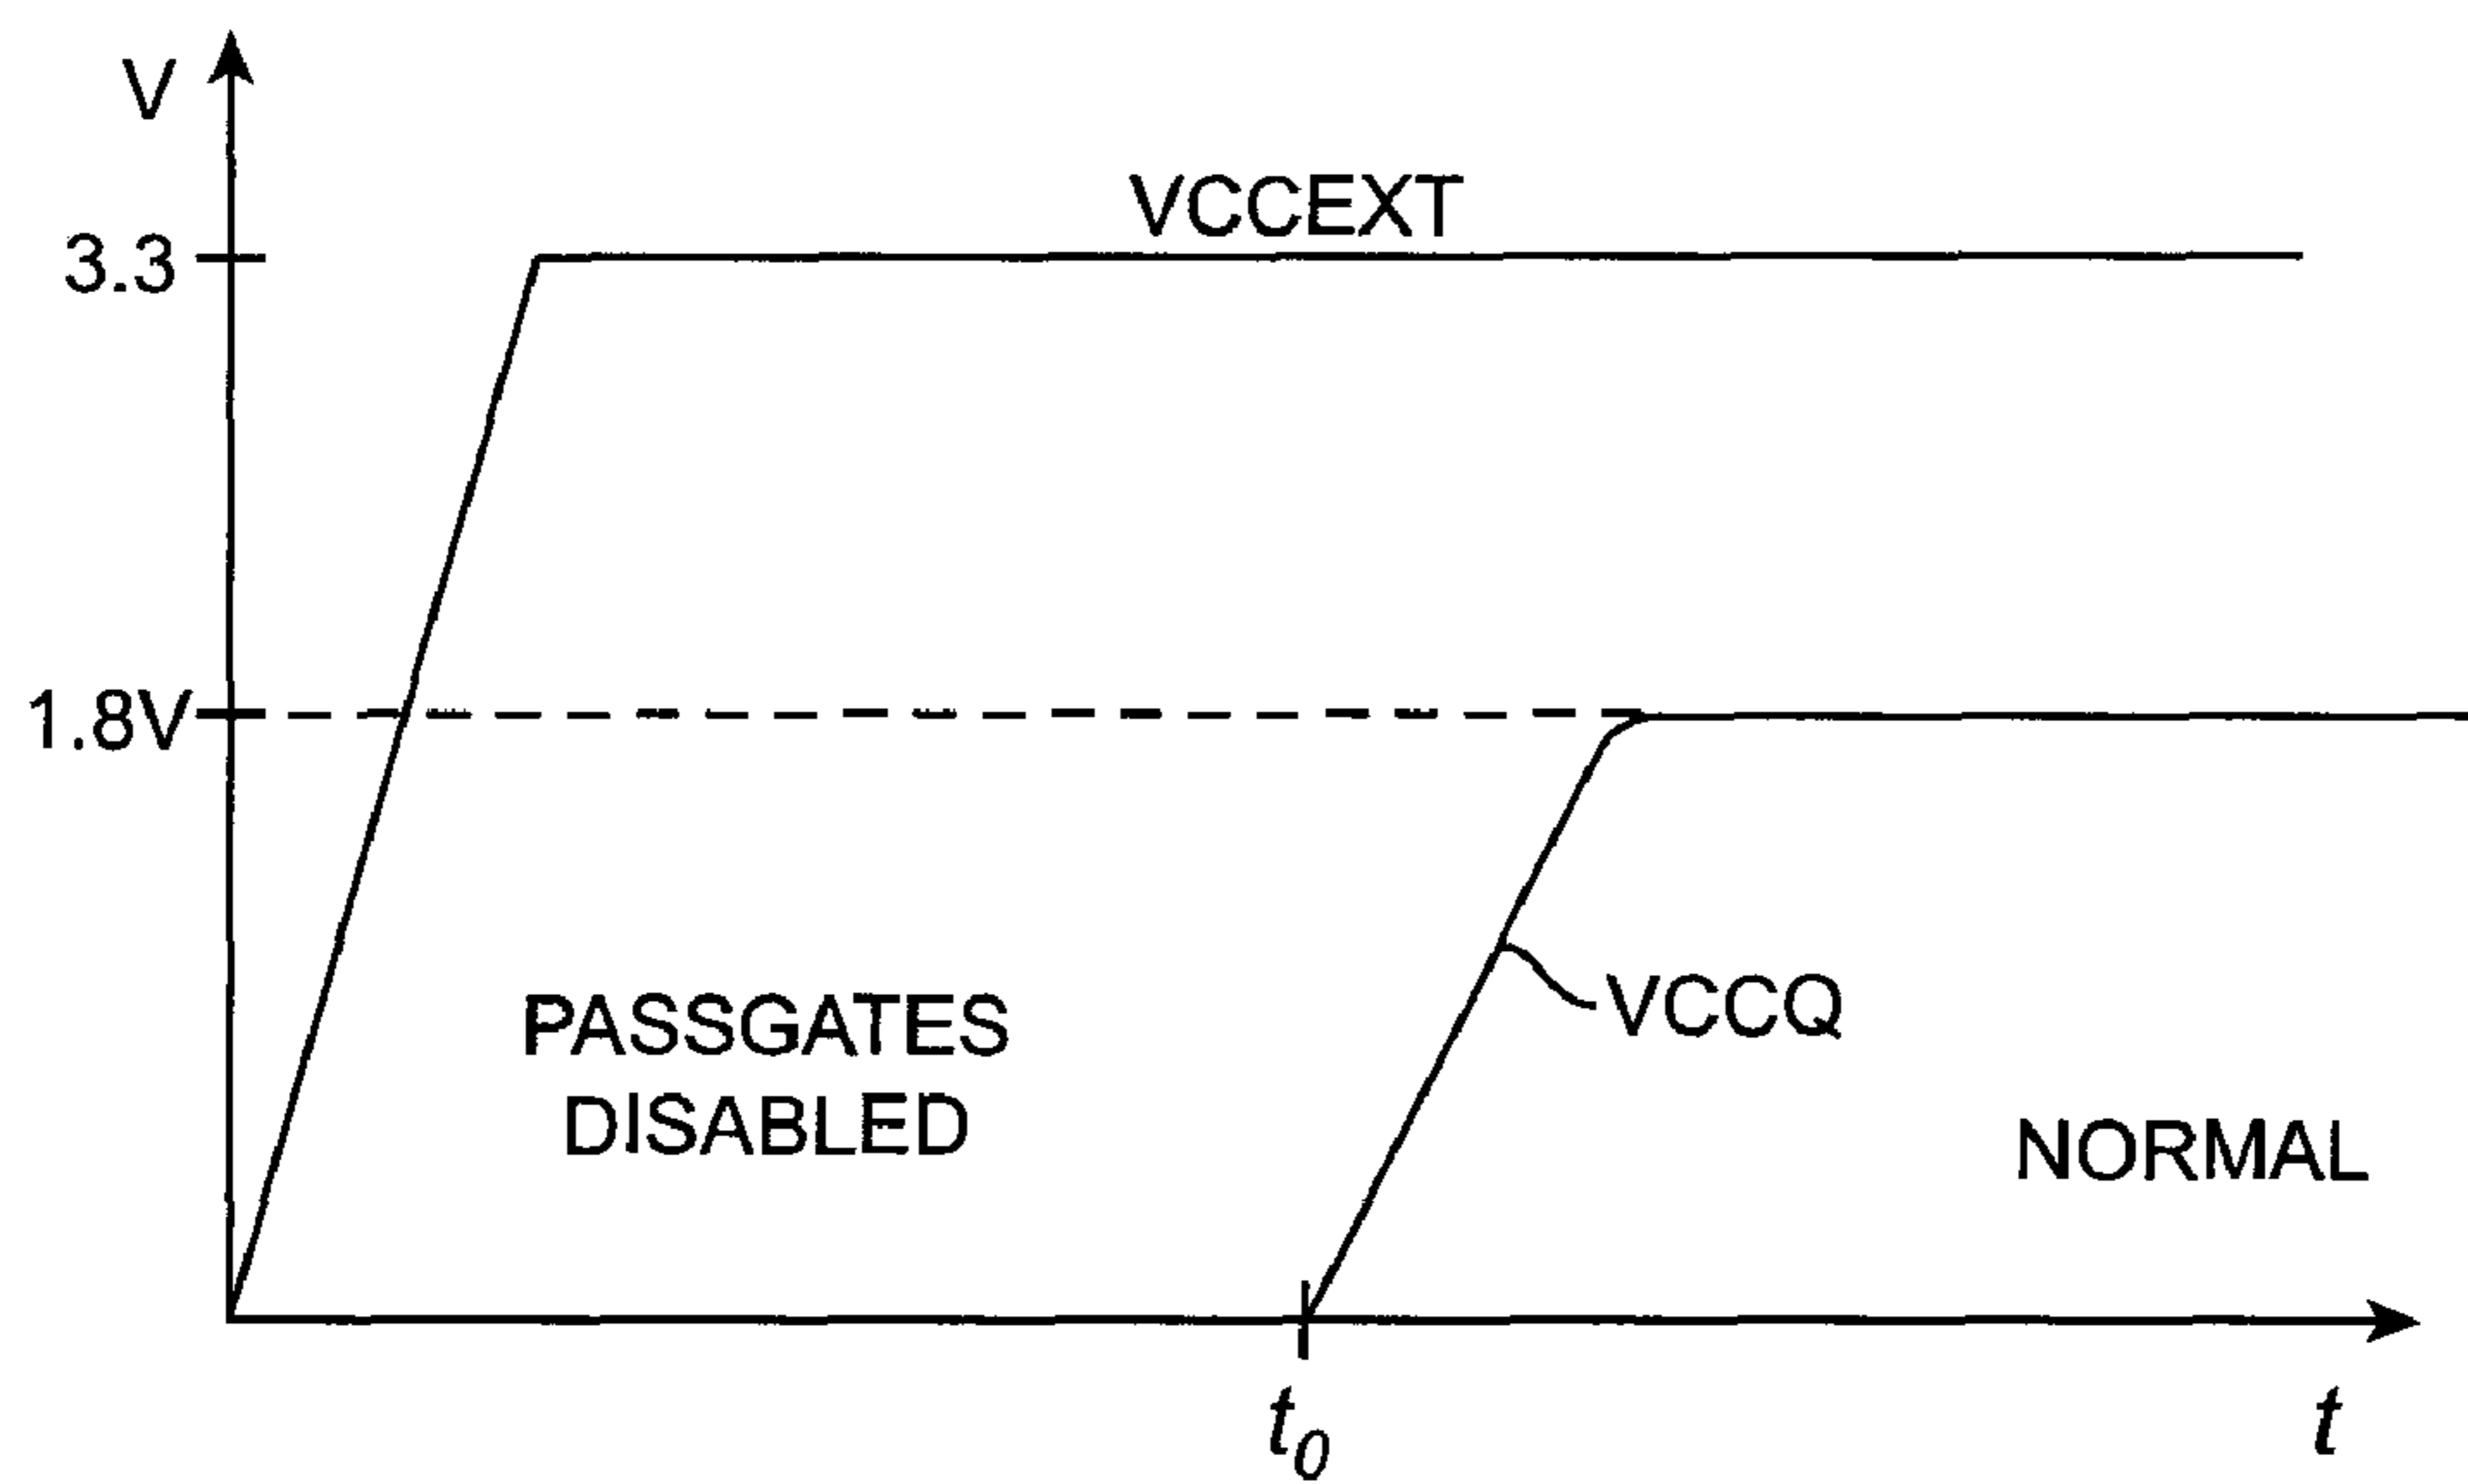 V
VCCEXT
3.3
1.8V
PASSGATES
DISABLED
VCCQ
NORMAL
t0
t